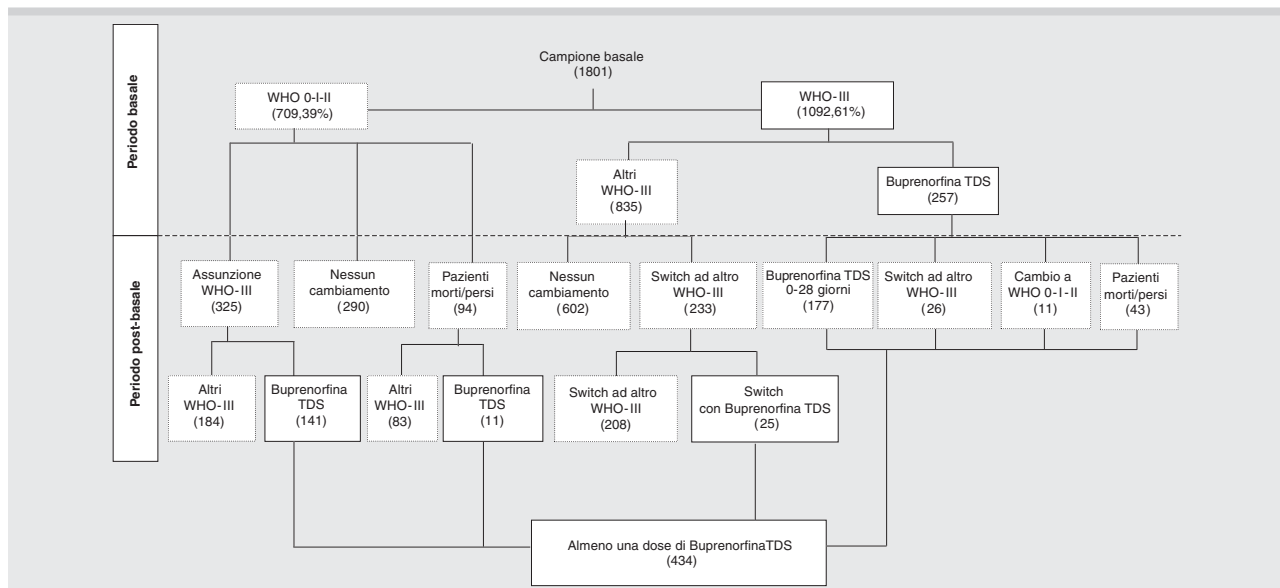 Periodo basale
Campione basale
(1801)
WHO 0-I-II
(709,39%)
WHO-III
(1092,61%)
Altri
WHO-III
(835)
Buprenorfina TDS
(257)
Periodo post-basale
Assunzione
WHO-III
(325)
Nessun
cambiamento
(290)
Pazienti
morti/persi
(94)
Nessun
cambiamento
(602)
Switch ad altro
WHO-III
(233)
Buprenorfina TDS
0-28 giorni
(177)
Switch ad altro
WHO-III
(26)
Cambio a
WHO 0-I-II
(11)
Pazienti
morti/persi
(43)
Altri
WHO-III
(184)
Buprenorfina
TDS
(141)
Altri
WHO-III
(83)
Buprenorfina
TDS
(11)
Switch ad altro
WHO-III
(208)
Switch
con Buprenorfina TDS
(25)
Almeno una dose di BuprenorfinaTDS
(434)